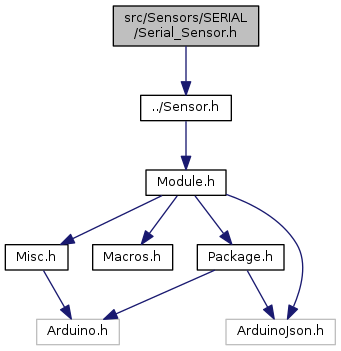 src/Sensors/SERIAL
/Serial_Sensor.h
../Sensor.h
Module.h
Misc.h
Macros.h
Package.h
Arduino.h
ArduinoJson.h